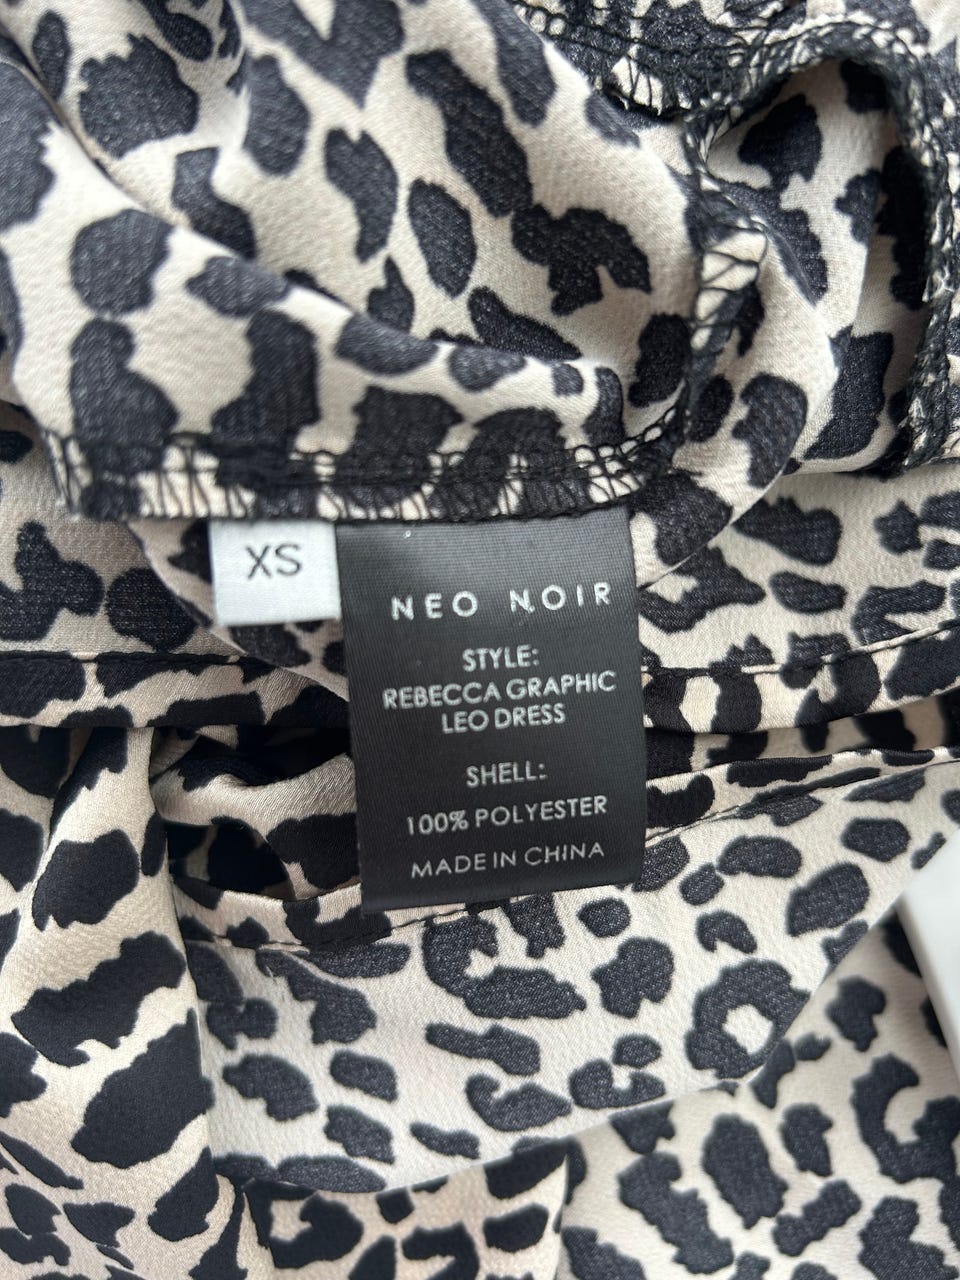 XS
NEO NOIR
STYLE:
REBECCA GRAPHIC
LEO DRESS
SHELL:
100% POLYESTER
MADE IN CHINA